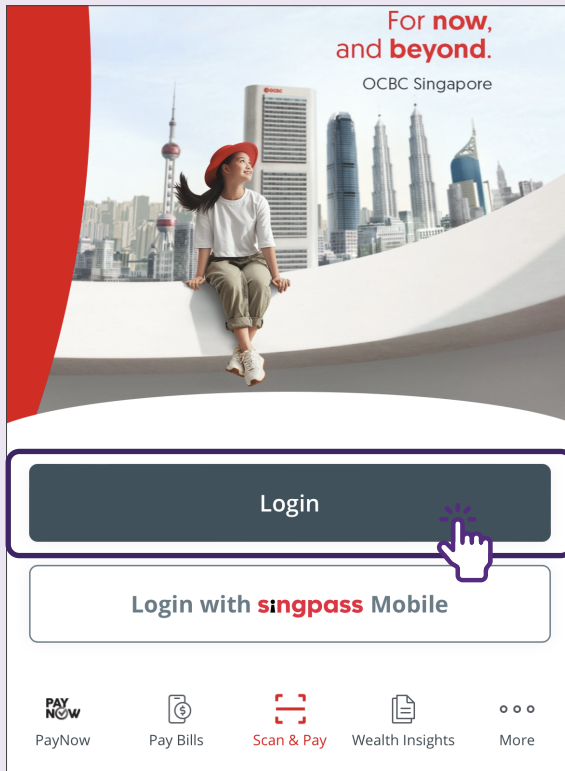 For now,
and beyond.
OCBC Singapore
OCBC
Login
Login with singpass Mobile
PAY
NOW
PayNow
Pay Bills
Scan & Pay
Wealth Insights
More